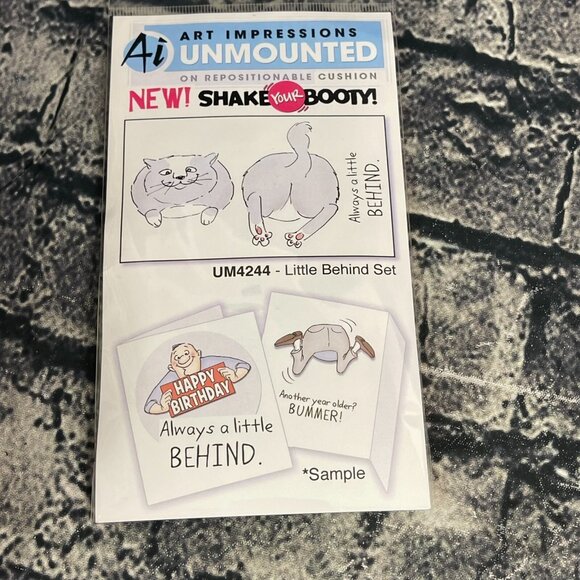 Ai
ART IMPRESSIONS
UNMOUNTED
ON REPOSITIONABLE CUSHION
NEW! SHAKE YOUR BOOTY!
Always a little
BEHIND.
UM4244 - Little Behind Set
HAPPY
BIRTHDAY
Always a little
BEHIND.
Another year older?
BUMMER!
*Sample